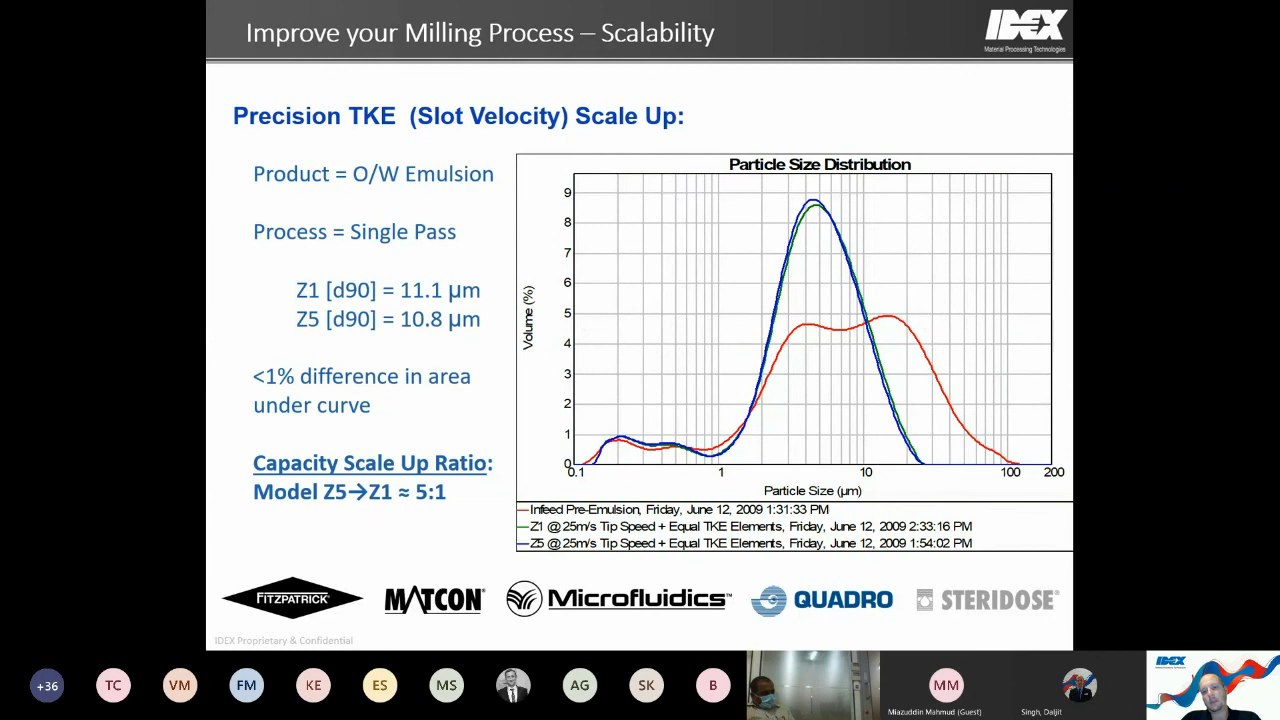 Improve your Milling Process – Scalability
IDEX
Material Processing Technologies
Precision TKE (Slot Velocity) Scale Up:
Product = O/W Emulsion
Process = Single Pass
Z1 [d90] = 11.1 µm
Z5 [d90] = 10.8 µm
<1% difference in area
under curve
Capacity Scale Up Ratio:
Model Z5→Z1 ≈ 5:1
Particle Size Distribution
Volume (%)
9
8
7
6
5
4
3
2
1
0
0.1 1 10 100 200
Particle Size (µm)
Infeed Pre-Emulsion, Friday, June 12, 2009 1:31:33 PM
Z1 @ 25m/s Tip Speed + Equal TKE Elements, Friday, June 12, 2009 2:33:16 PM
Z5 @ 25m/s Tip Speed + Equal TKE Elements, Friday, June 12, 2009 1:54:02 PM
FITZPATRICK
MATCON
Microfluidics™
QUADRO
STERIDOSE
IDEX Proprietary & Confidential
+36 TC VM FM KE ES MS AG SK B MM
Miazuddin Mahmud (Guest)
Singh, Daljit
IDEX